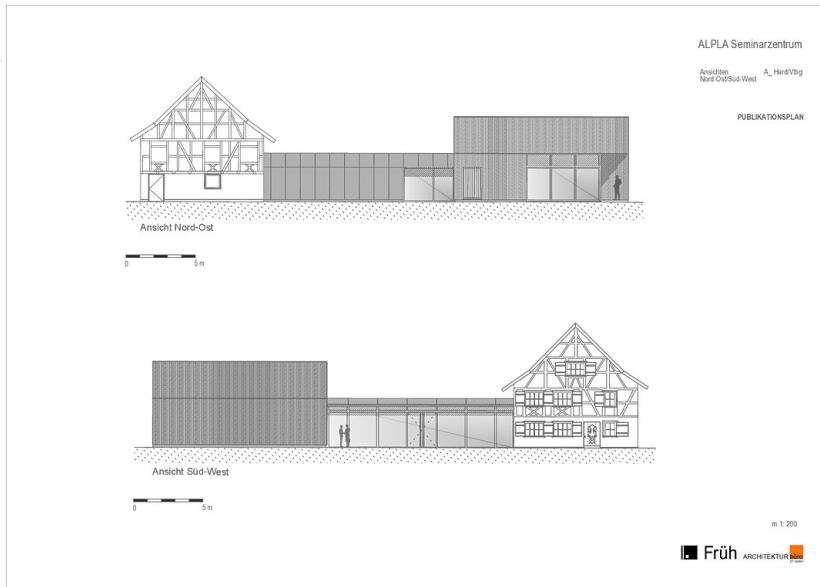 ALPLA Seminarzentrum
Ansichten A_ Hard/Vlbg
Nord-Ost/Süd-West
PUBLIKATIONSPLAN
Ansicht Nord-Ost
0 5 m
Ansicht Süd-West
0 5 m
m 1: 200
Früh ARCHITEKTUR büro